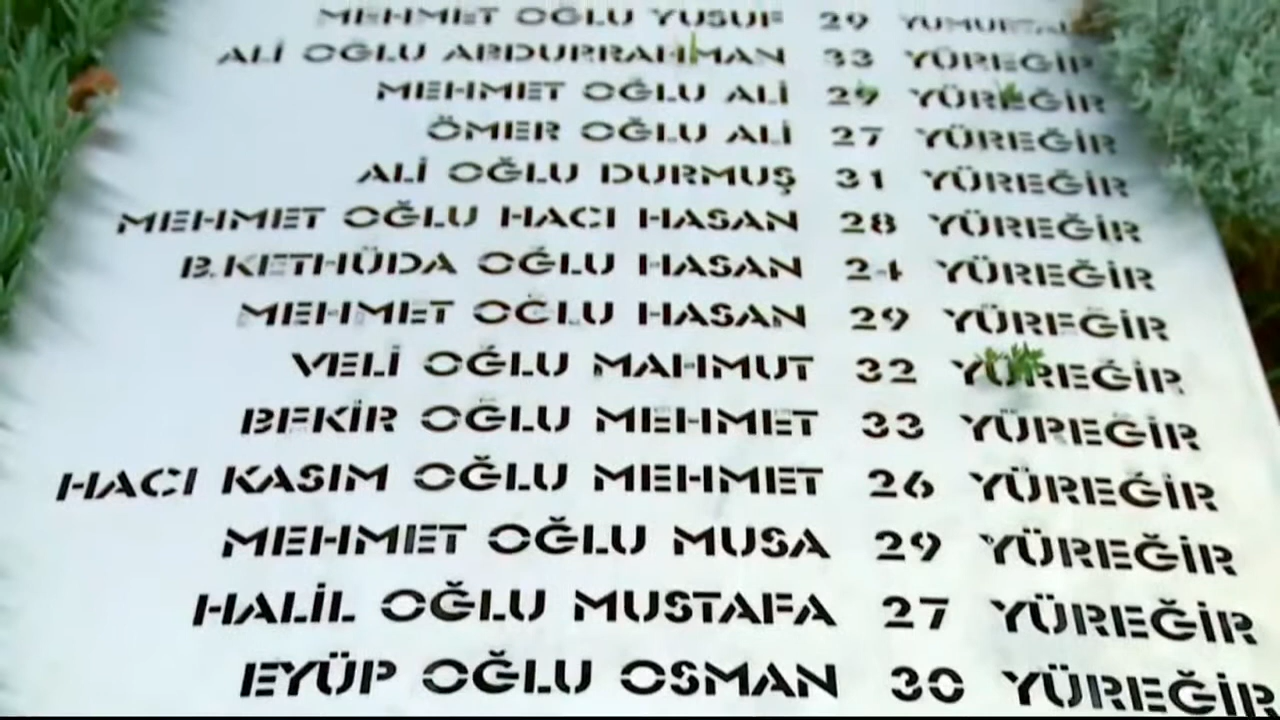 MEHMET OĞLU YUSUF 29 YUMURTALIK
ALİ OĞLU ABDURRAHMAN 33 YÜREĞİR
MEHMET OĞLU ALİ 29 YÜREĞİR
ÖMER OĞLU ALİ 27 YÜREĞİR
ALİ OĞLU DURMUŞ 31 YÜREĞİR
MEHMET OĞLU HACI HASAN 28 YÜREĞİR
B.KETHÜDA OĞLU HASAN 24 YÜREĞİR
MEHMET OĞLU HASAN 29 YÜREĞİR
VELİ OĞLU MAHMUT 32 YÜREĞİR
BEKİR OĞLU MEHMET 33 YÜREĞİR
HACI KASIM OĞLU MEHMET 26 YÜREĞİR
MEHMET OĞLU MUSA 29 YÜREĞİR
HALİL OĞLU MUSTAFA 27 YÜREĞİR
EYÜP OĞLU OSMAN 30 YÜREĞİR